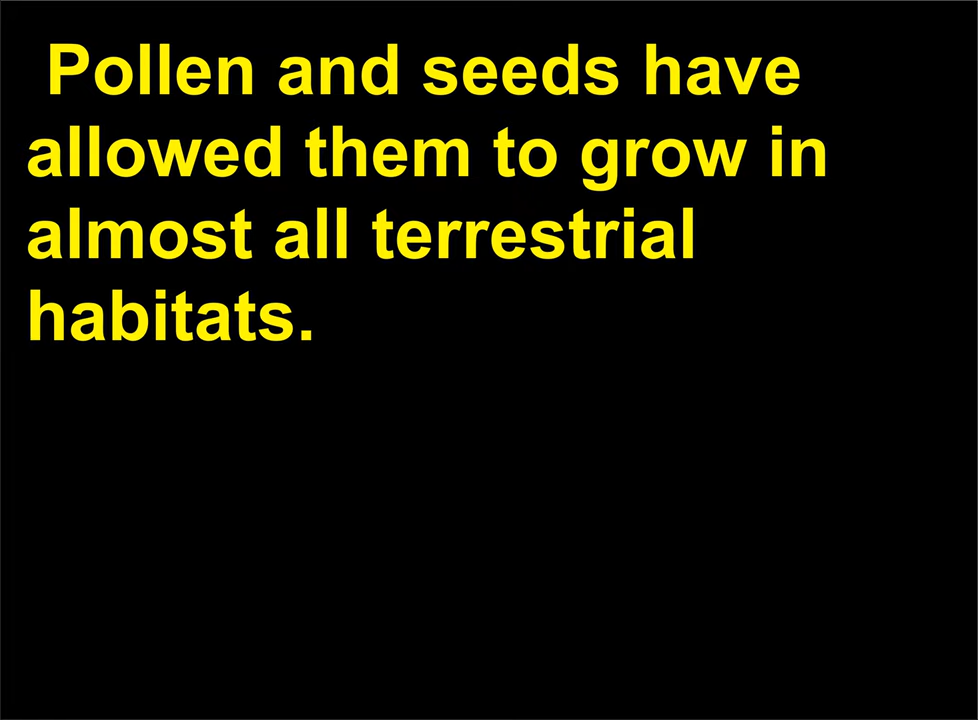 Pollen and seeds have
allowed them to grow in
almost all terrestrial
habitats.